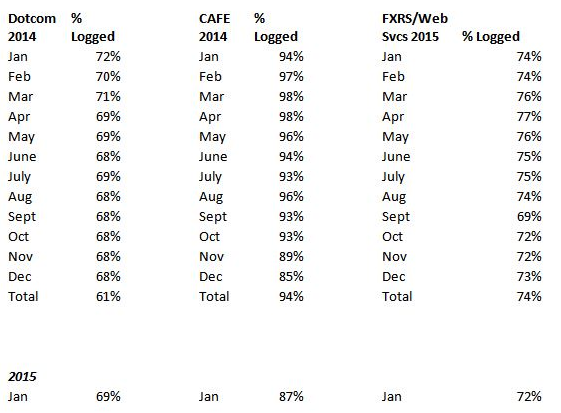 Dotcom % CAFE % FXRS/Web
2014 Logged 2014 Logged Svcs 2015 % Logged
Jan 72% Jan 94% Jan 74%
Feb 70% Feb 97% Feb 74%
Mar 71% Mar 98% Mar 76%
Apr 69% Apr 98% Apr 77%
May 69% May 96% May 76%
June 68% June 94% June 75%
July 69% July 93% July 75%
Aug 68% Aug 96% Aug 74%
Sept 68% Sept 93% Sept 69%
Oct 68% Oct 93% Oct 72%
Nov 68% Nov 89% Nov 72%
Dec 68% Dec 85% Dec 73%
Total 61% Total 94% Total 74%
2015
Jan 69% Jan 87% Jan 72%